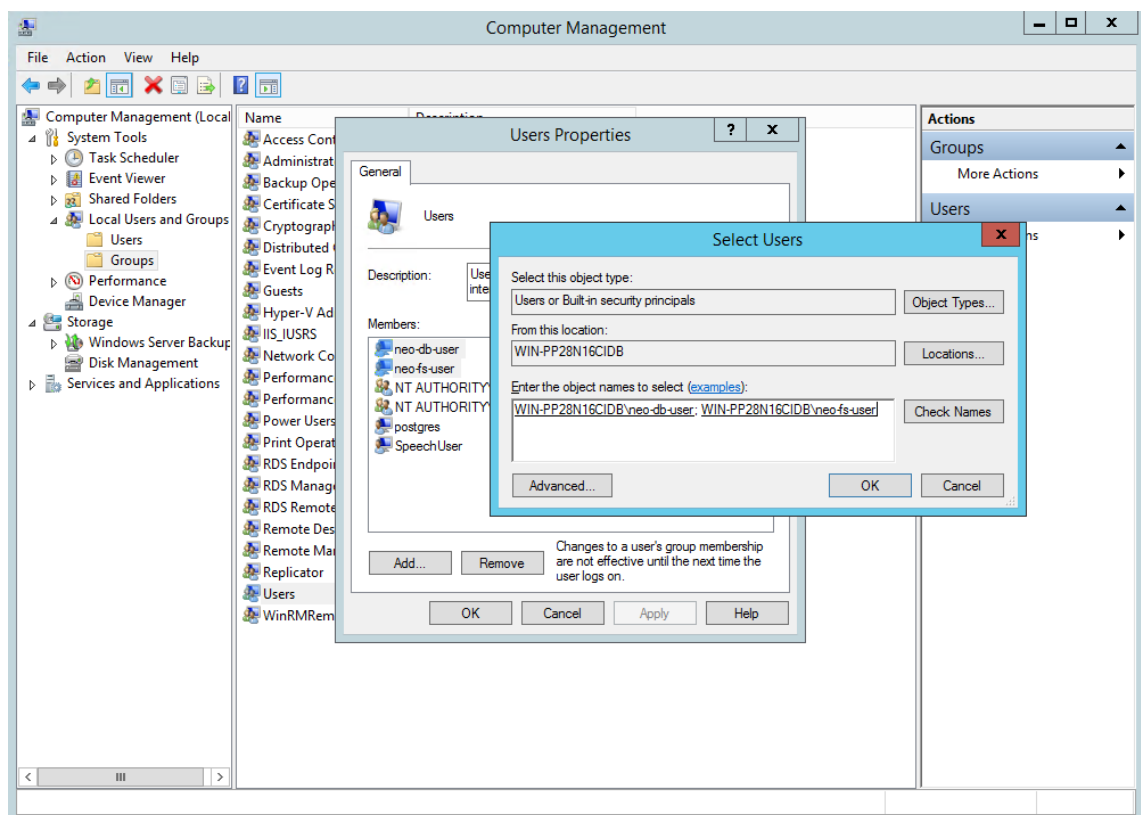 Computer Management
File Action View Help
Computer Management (Local
System Tools
Task Scheduler
Event Viewer
Shared Folders
Local Users and Groups
Users
Groups
Performance
Device Manager
Storage
Windows Server Backup
Disk Management
Services and Applications
Name
Access Cont
Administrat
Backup Ope
Certificate S
Cryptograph
Distributed
Event Log R
Guests
Hyper-V Ad
IIS_IUSRS
Network Co
Performanc
Performanc
Power Users
Print Operat
RDS Endpoi
RDS Manage
RDS Remote
Remote Des
Remote Mar
Replicator
Users
WinRMRem
Users Properties
General
Users
Description:
Use
inte
Members:
neo-db-user
neo-fs-user
NT AUTHORITY\
NT AUTHORITY\
postgres
SpeechUser
Add...
Remove
Changes to a user's group membership
are not effective until the next time the
user logs on.
OK
Cancel
Apply
Help
Select Users
Select this object type:
Users or Built-in security principals
Object Types...
From this location:
WIN-PP28N16CIDB
Locations...
Enter the object names to select (examples):
WIN-PP28N16CIDB\neo-db-user; WIN-PP28N16CIDB\neo-fs-user
Check Names
Advanced...
OK
Cancel
Actions
Groups
More Actions
Users
ns